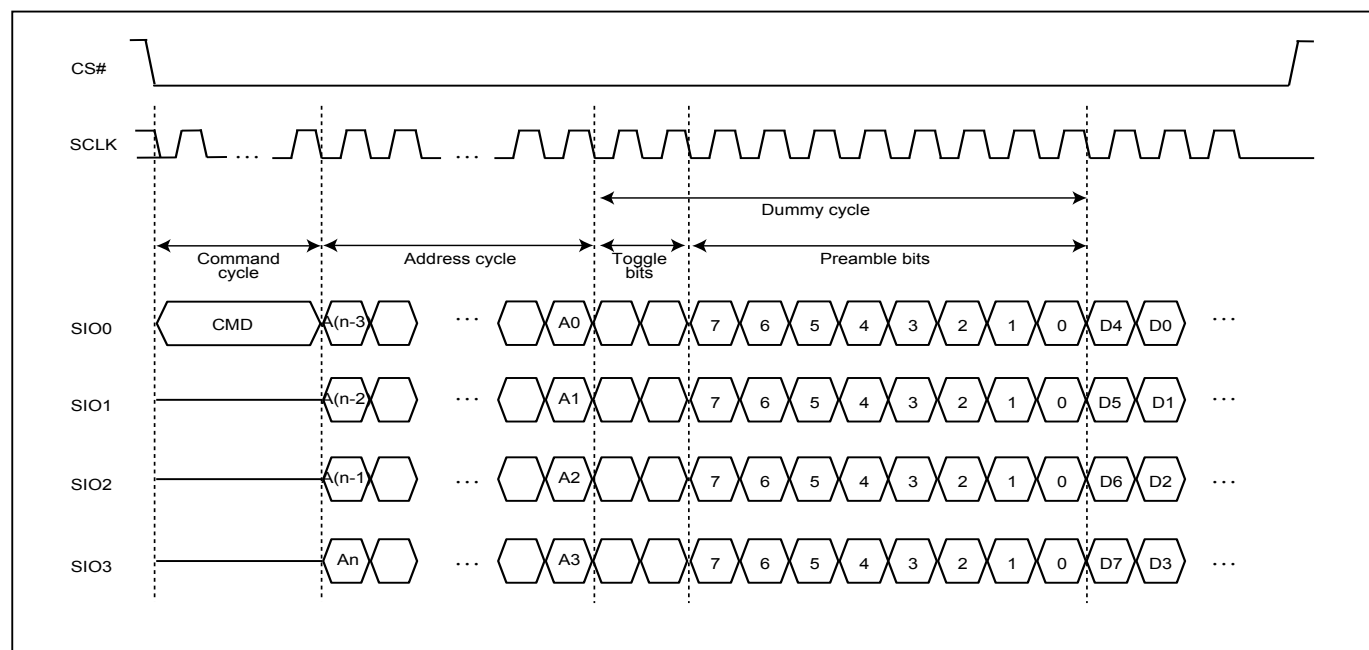 CS#
SCLK
...
...
Dummy cycle
Command
cycle
Address cycle
Toggle
bits
Preamble bits
SIO0
CMD
A(n-3)
...
A0
7 6 5 4 3 2 1 0
D4 D0
...
SIO1
A(n-2
...
A1
7 6 5 4 3 2 1 0
D5 D1
...
SIO2
A(n-1
...
A2
7 6 5 4 3 2 1 0
D6 D2
...
SIO3
An
...
A3
7 6 5 4 3 2 1 0
D7 D3
...